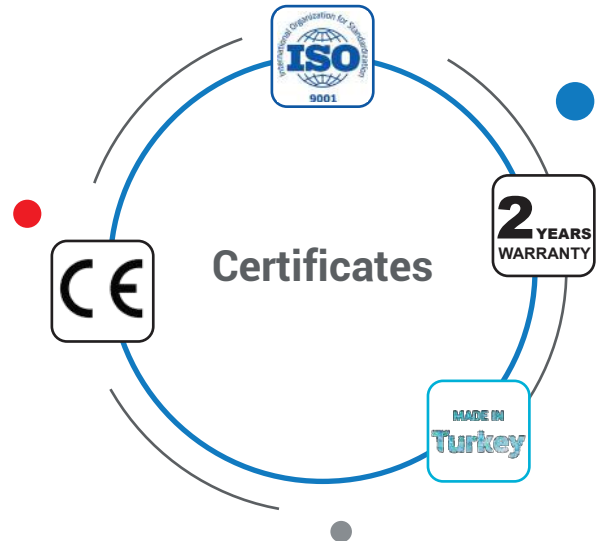 International Organization for Standardization
ISO
9001
2 YEARS
WARRANTY
Certificates
CE
MADE IN
Turkey